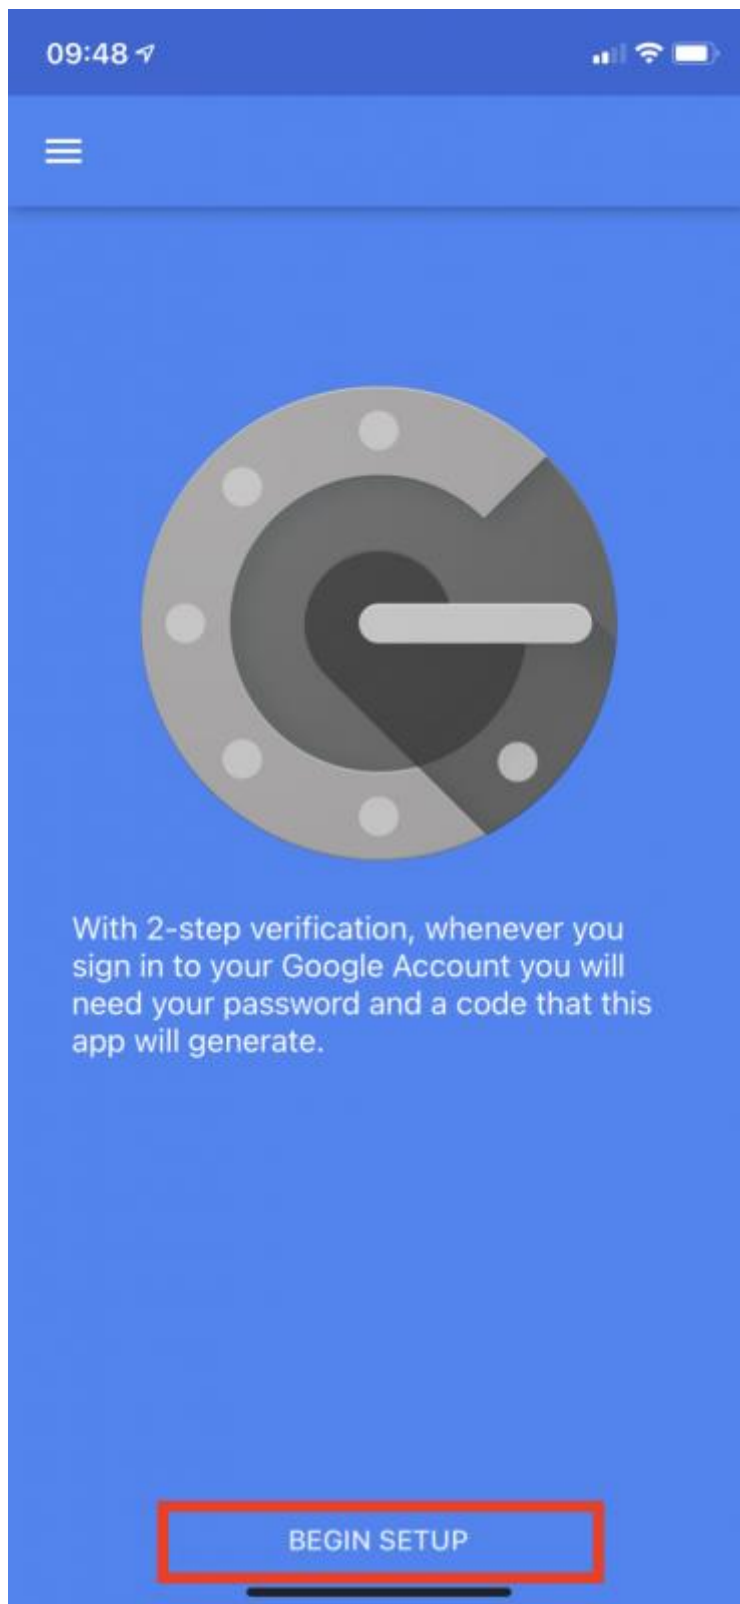 09:48
With 2-step verification, whenever you
sign in to your Google Account you will
need your password and a code that this
app will generate.
BEGIN SETUP